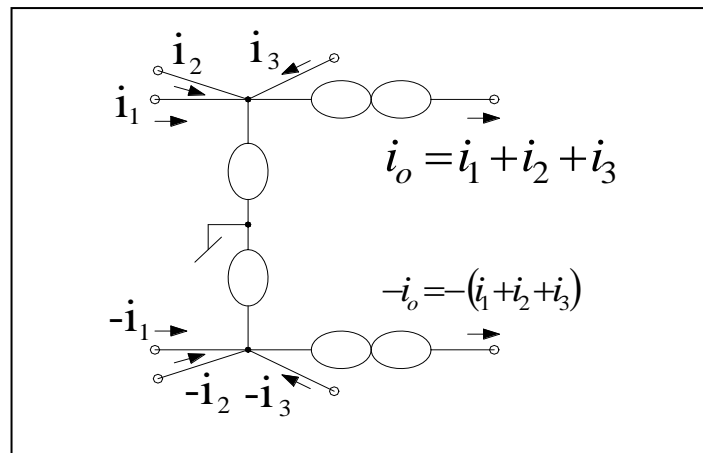 i₂
i₃
i₁
iₒ = i₁ + i₂ + i₃
-iₒ = -(i₁ + i₂ + i₃)
-i₁
-i₂
-i₃